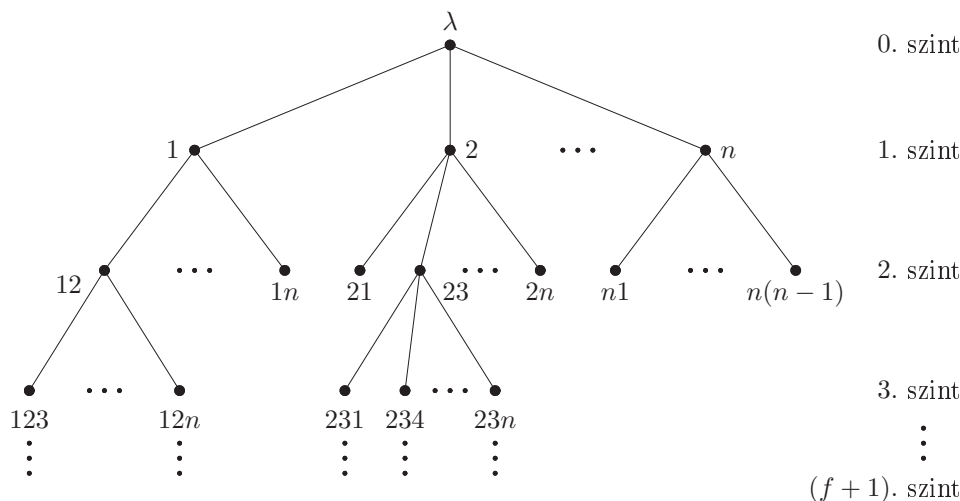 λ 0. szint
1 2 ... n 1. szint
12 ... 1n 21 23 ... 2n n1 ... n(n − 1) 2. szint
123 ... 12n 231 234 ... 23n 3. szint
(f + 1). szint